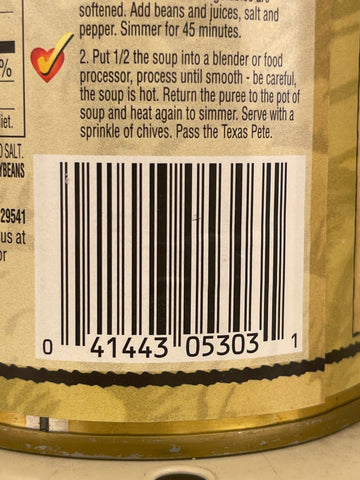 softened. Add beans and juices, salt and
pepper. Simmer for 45 minutes.
2. Put 1/2 the soup into a blender or food
processor, process until smooth - be careful,
the soup is hot. Return the puree to the pot of
soup and heat again to simmer. Serve with a
sprinkle of chives. Pass the Texas Pete.
%
iet.
SALT.
YBEANS
29541
us at
or
0 41443 05303 1